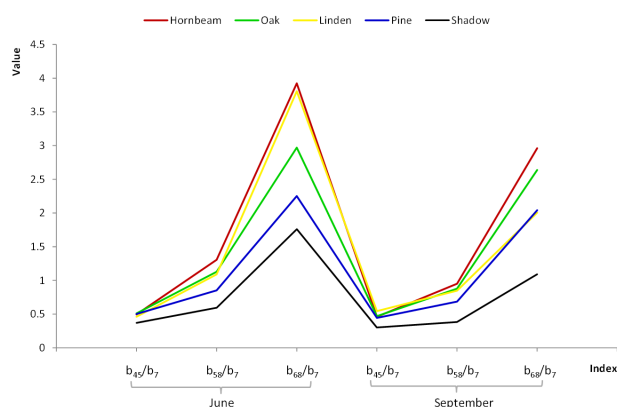 Hornbeam Oak Linden Pine Shadow
Value
4.5
4
3.5
3
2.5
2
1.5
1
0.5
0
b45/b7 b58/b7 b68/b7 b45/b7 b58/b7 b68/b7 Index
June September